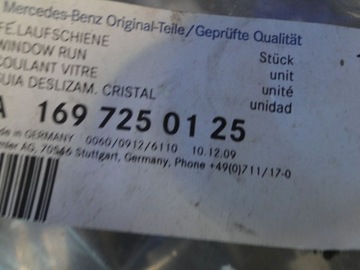 Mercedes-Benz Original-Teile/Geprüfte Qualität
FE.LAUFSCHIENE
WINDOW RUN
COULANT VITRE
GUIA DESLIZAM. CRISTAL
Stück
unit
unité
unidad
A 169 725 01 25
de in GERMANY 0060/0912/6110 10.12.09
mler AG, 70546 Stuttgart, Germany, Phone +49(0)711/17-0